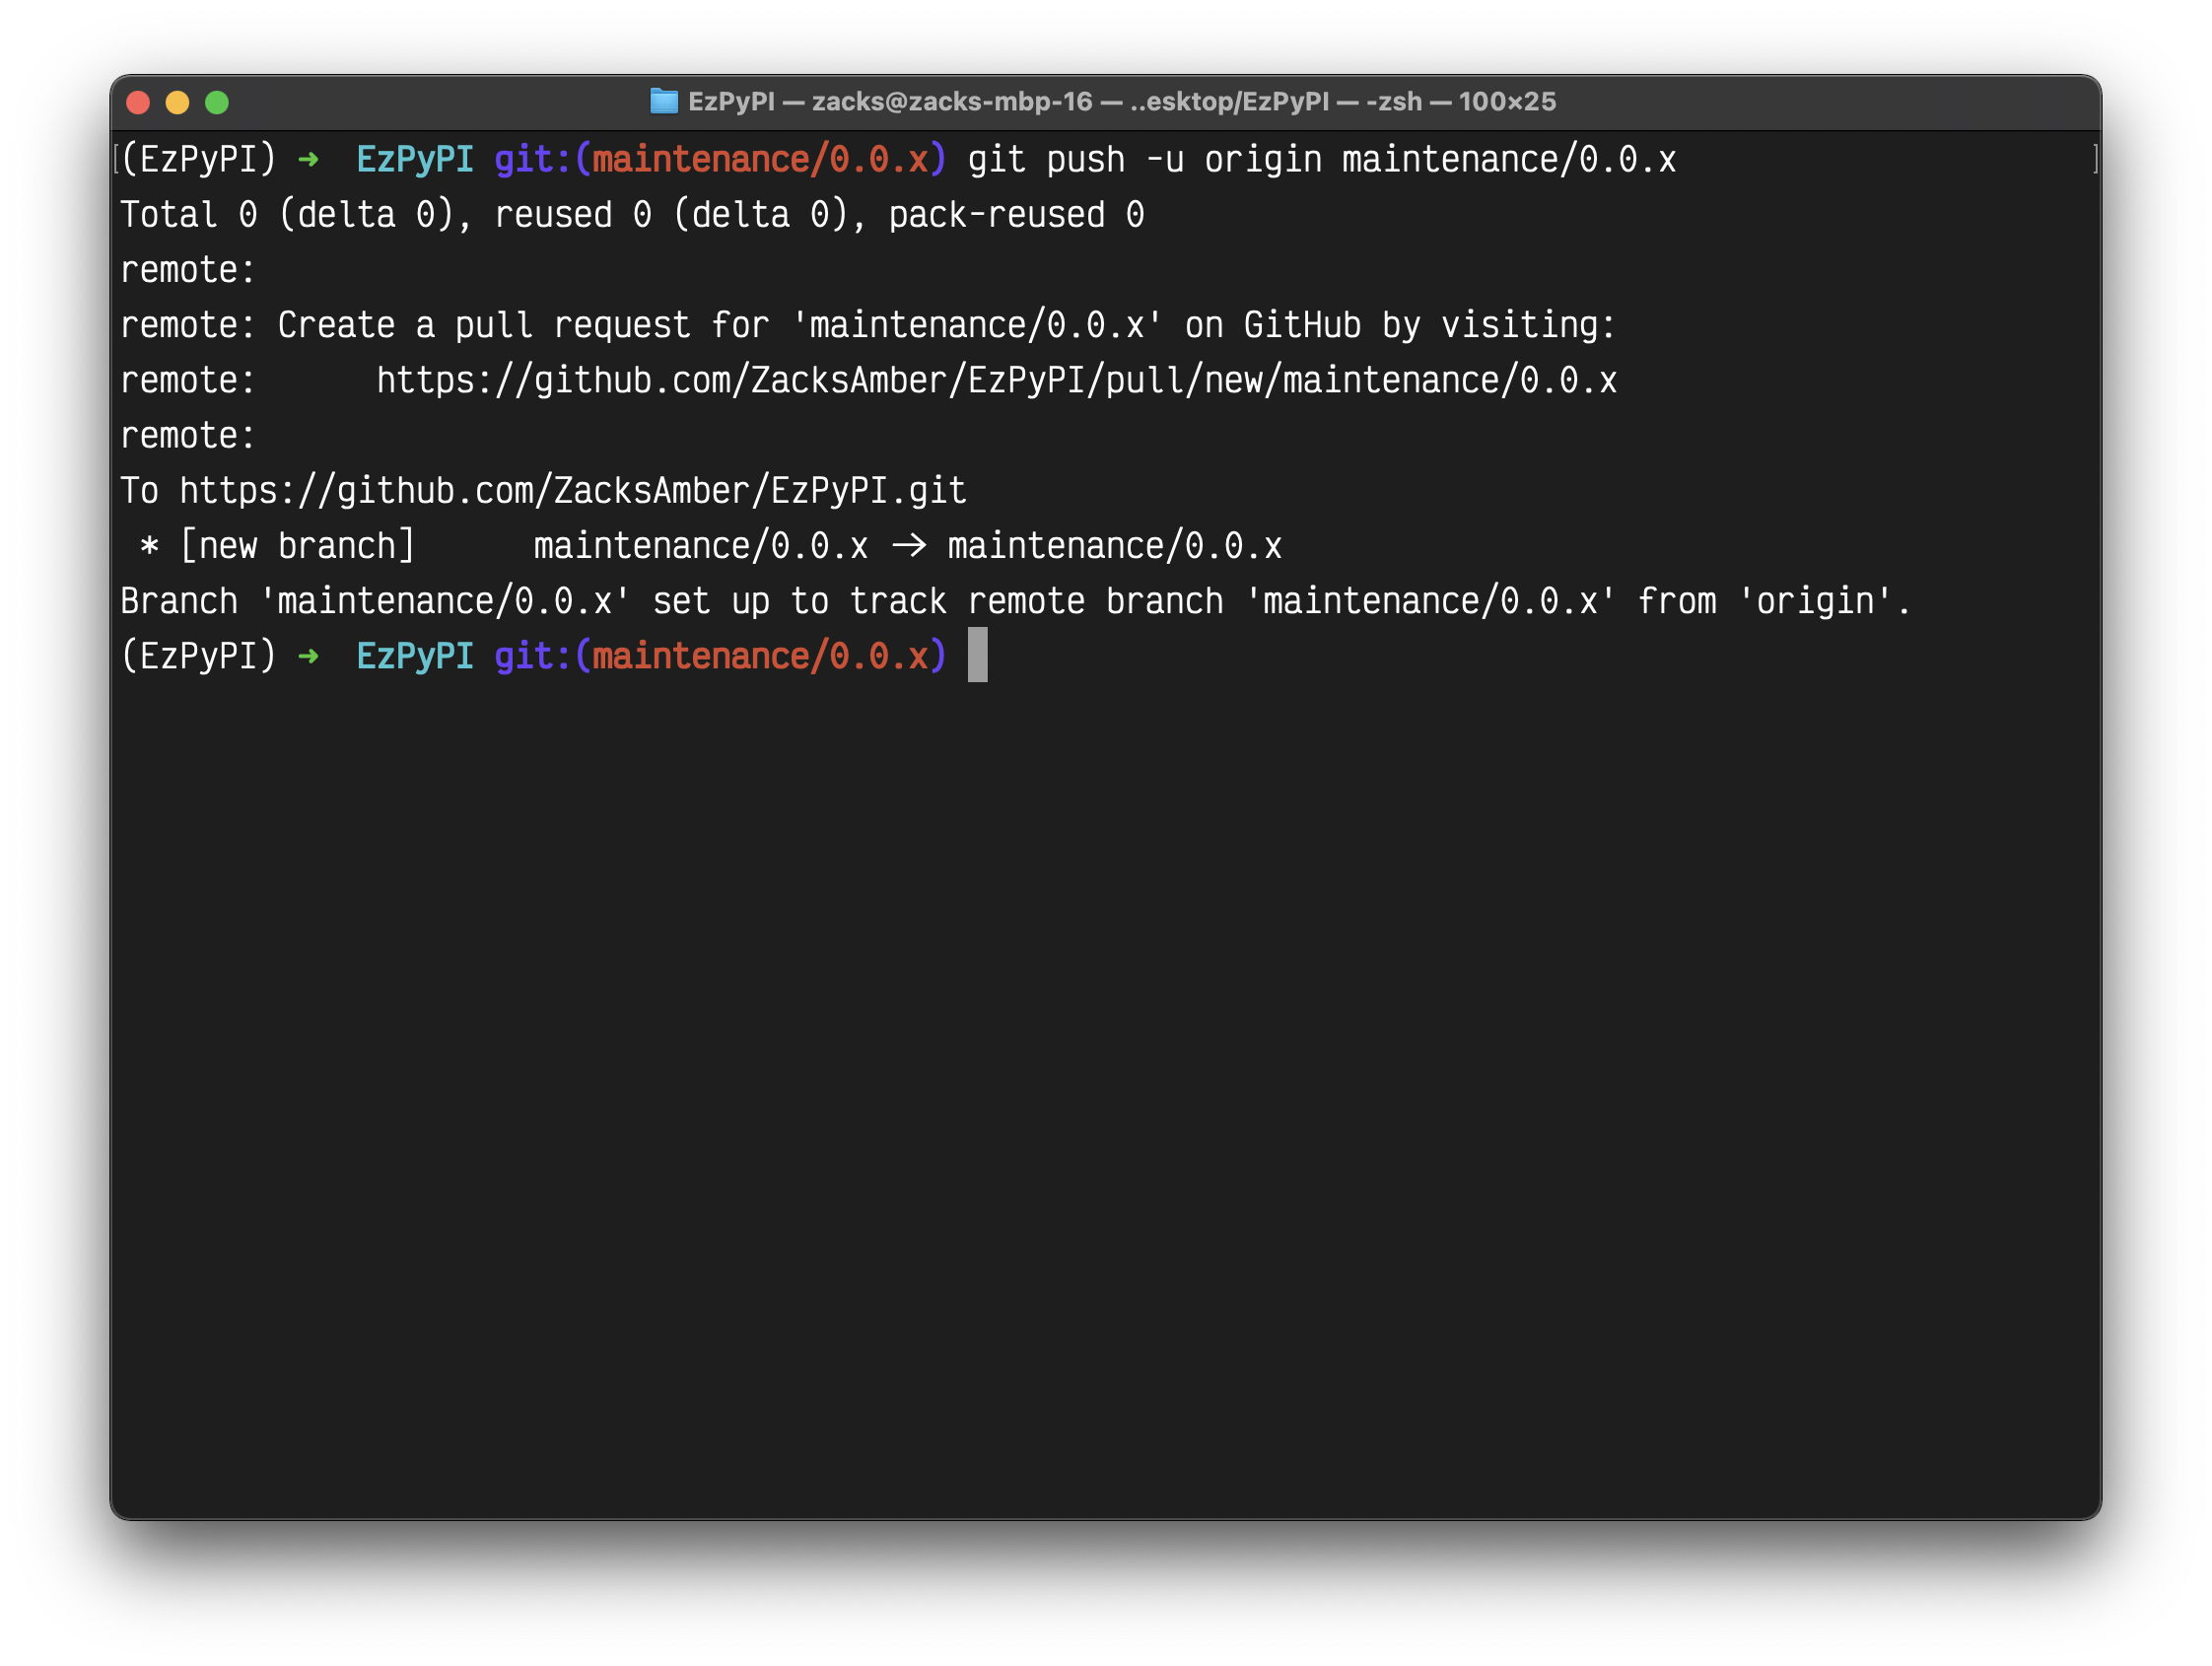 EzPyPI — zacks@zacks-mbp-16 — ..esktop/EzPyPI — -zsh — 100×25
(EzPyPI) ➜  EzPyPI git:(maintenance/0.0.x) git push -u origin maintenance/0.0.x
Total 0 (delta 0), reused 0 (delta 0), pack-reused 0
remote:
remote: Create a pull request for 'maintenance/0.0.x' on GitHub by visiting:
remote:      https://github.com/ZacksAmber/EzPyPI/pull/new/maintenance/0.0.x
remote:
To https://github.com/ZacksAmber/EzPyPI.git
 * [new branch]      maintenance/0.0.x -> maintenance/0.0.x
Branch 'maintenance/0.0.x' set up to track remote branch 'maintenance/0.0.x' from 'origin'.
(EzPyPI) ➜  EzPyPI git:(maintenance/0.0.x)